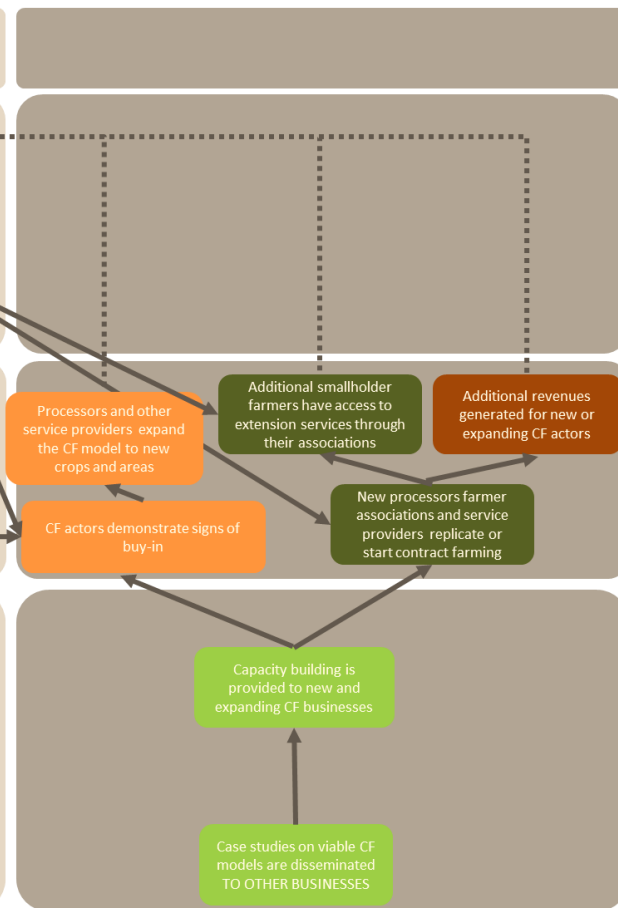 Processors and other
service providers expand
the CF model to new
crops and areas
Additional smallholder
farmers have access to
extension services through
their associations
Additional revenues
generated for new or
expanding CF actors
CF actors demonstrate signs of
buy-in
New processors farmer
associations and service
providers replicate or
start contract farming
Capacity building is
provided to new and
expanding CF businesses
Case studies on viable CF
models are disseminated
TO OTHER BUSINESSES